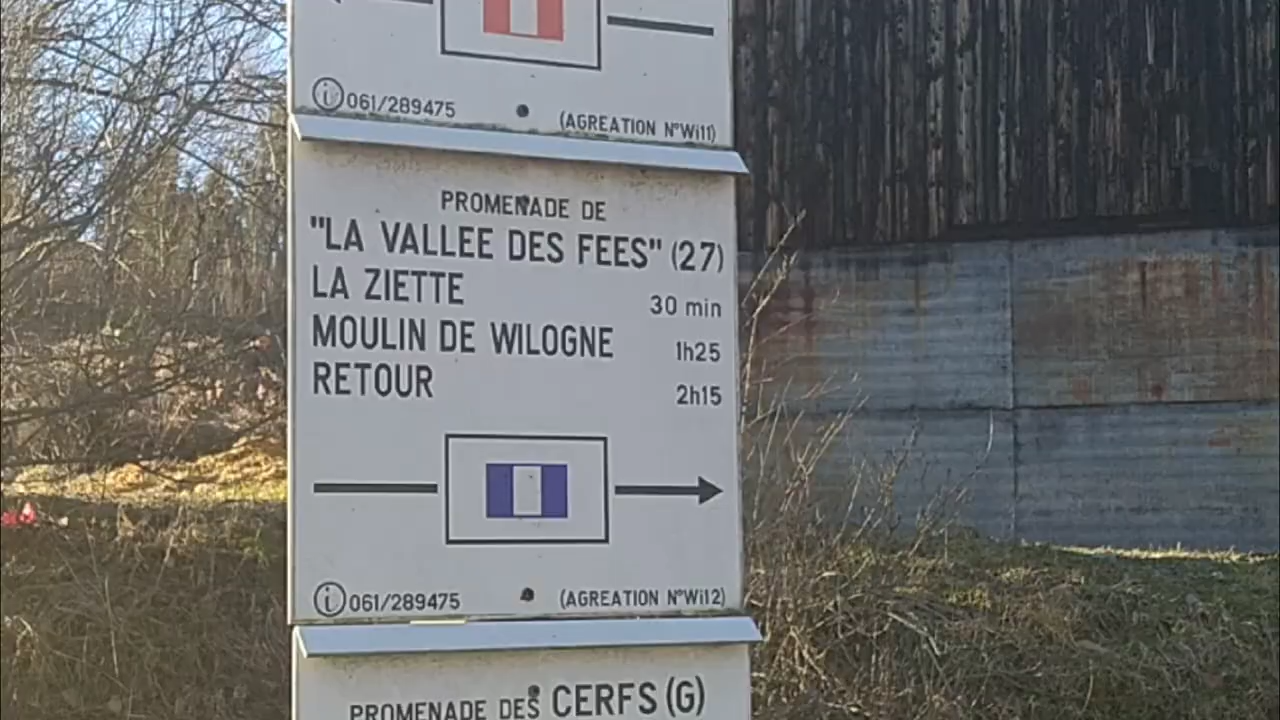 061/289475 (AGREATION N°Wi11)
PROMENADE DE
"LA VALLEE DES FEES" (27)
LA ZIETTE 30 min
MOULIN DE WILOGNE 1h25
RETOUR 2h15
061/289475 (AGREATION N°Wi12)
PROMENADE DES CERFS (G)